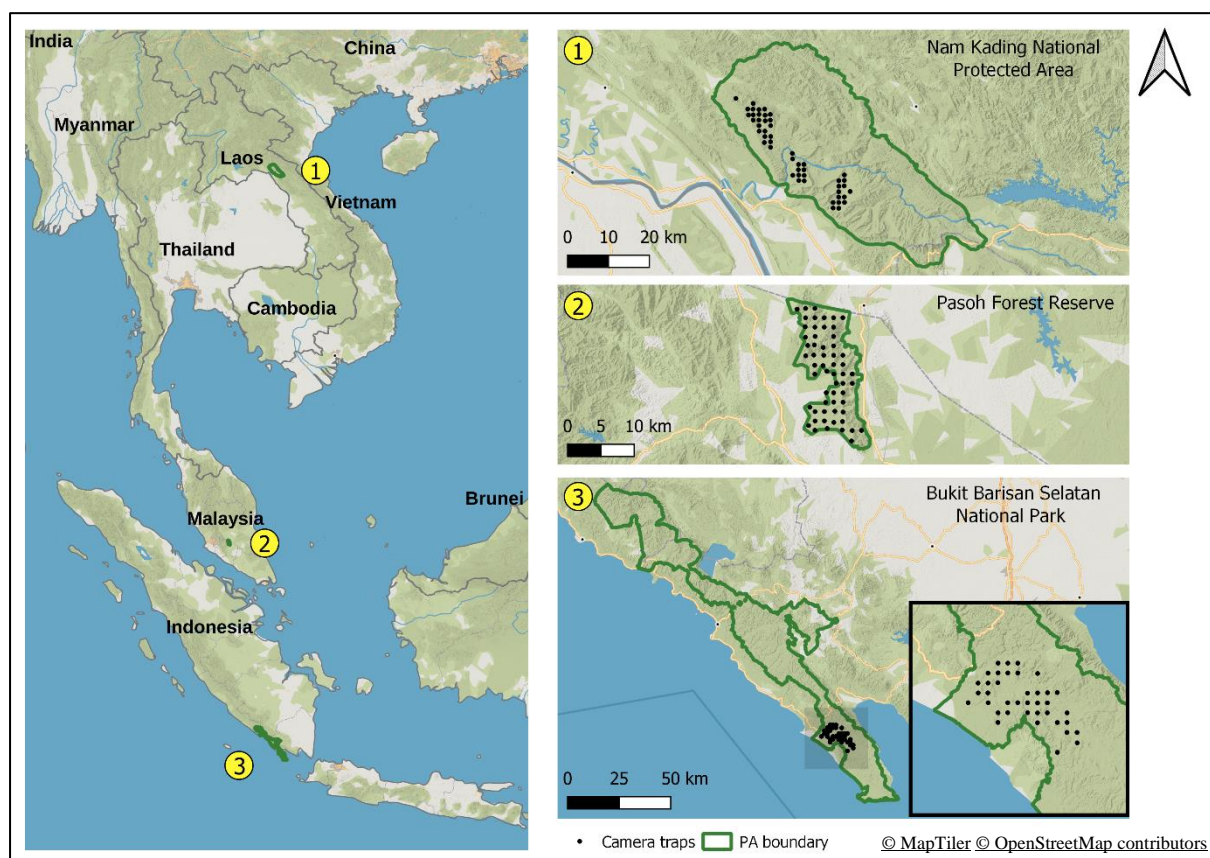 India
China
Myanmar
Laos
1
Vietnam
Thailand
Cambodia
Brunei
Malaysia
2
Indonesia
3
1
Nam Kading National
Protected Area
0 10 20 km
2
Pasoh Forest Reserve
0 5 10 km
3
Bukit Barisan Selatan
National Park
0 25 50 km
Camera traps
PA boundary
© MapTiler © OpenStreetMap contributors